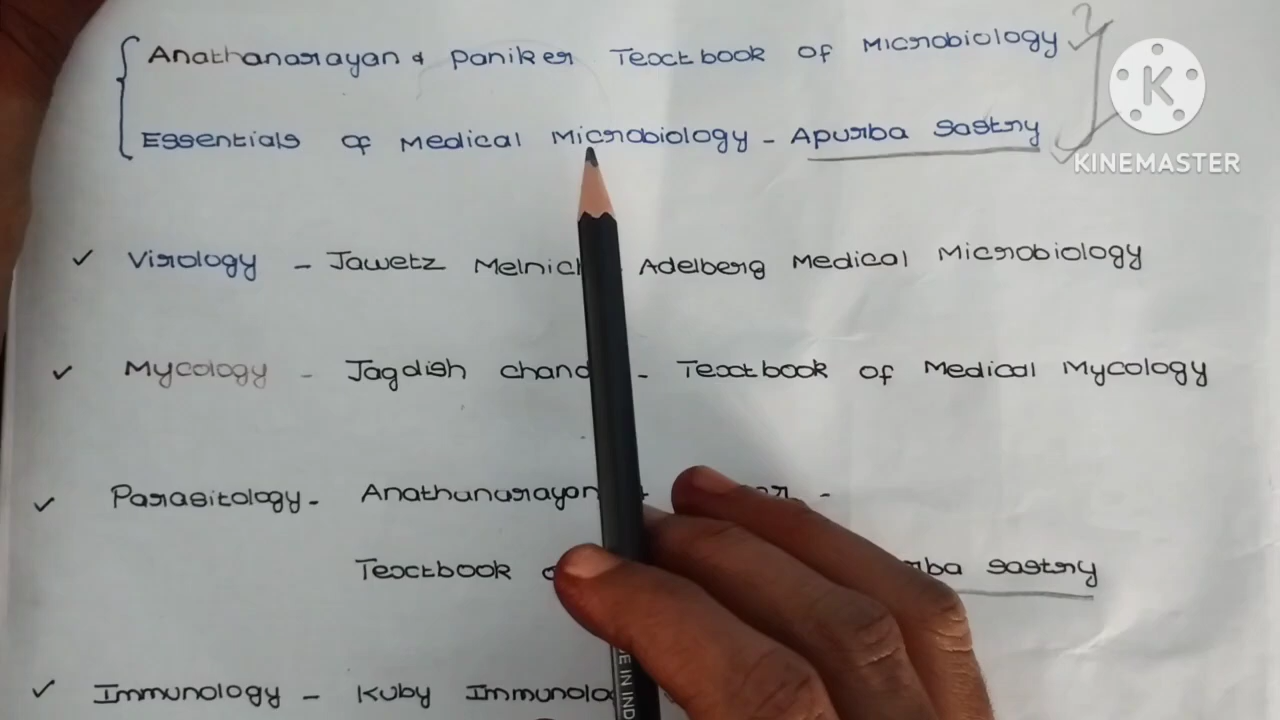 Anathanarayan & Paniker Textbook of Microbiology
Essentials of Medical Microbiology - Apurba Sastry
KINEMASTER
Virology - Jawetz Melnick Adelberg Medical Microbiology
Mycology - Jagdish chand - Textbook of Medical Mycology
Parasitology - Anathunarayan -
Textbook Sastry
Immunology - Kuby